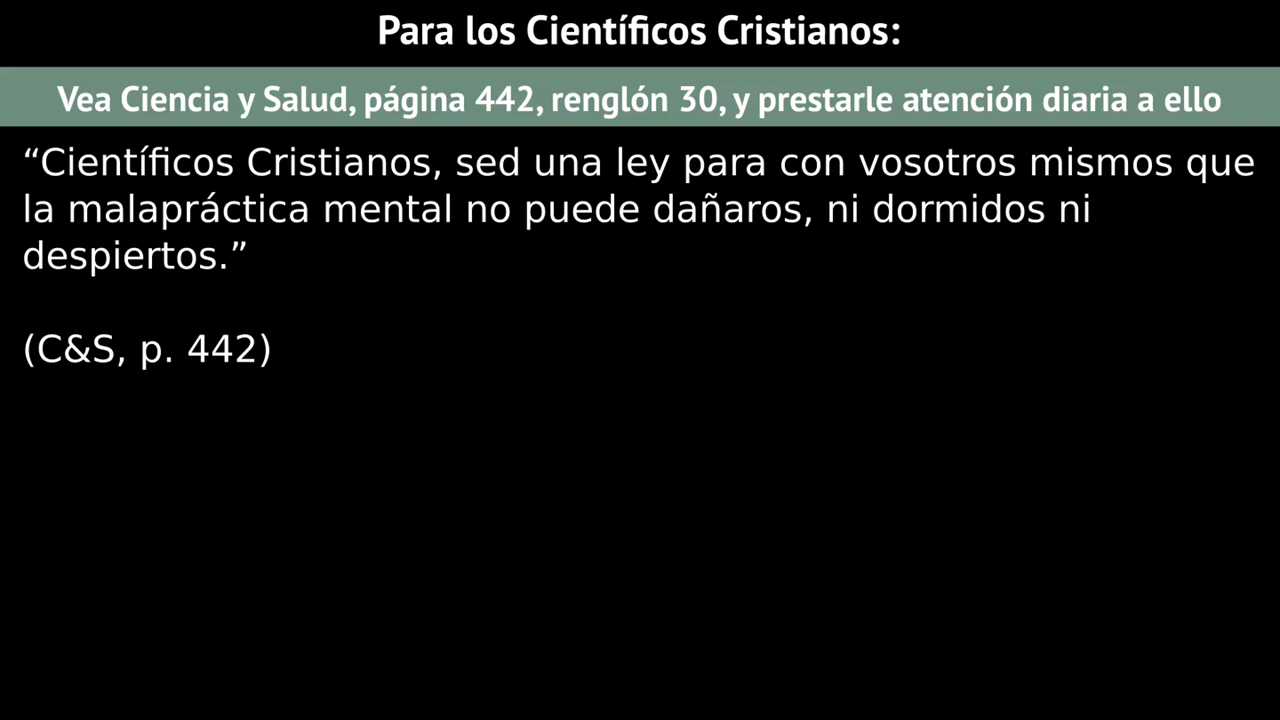 Para los Científicos Cristianos:
Vea Ciencia y Salud, página 442, renglón 30, y prestarle atención diaria a ello
“Científicos Cristianos, sed una ley para con vosotros mismos que
la malapráctica mental no puede dañaros, ni dormidos ni
despiertos.”
(C&S, p. 442)